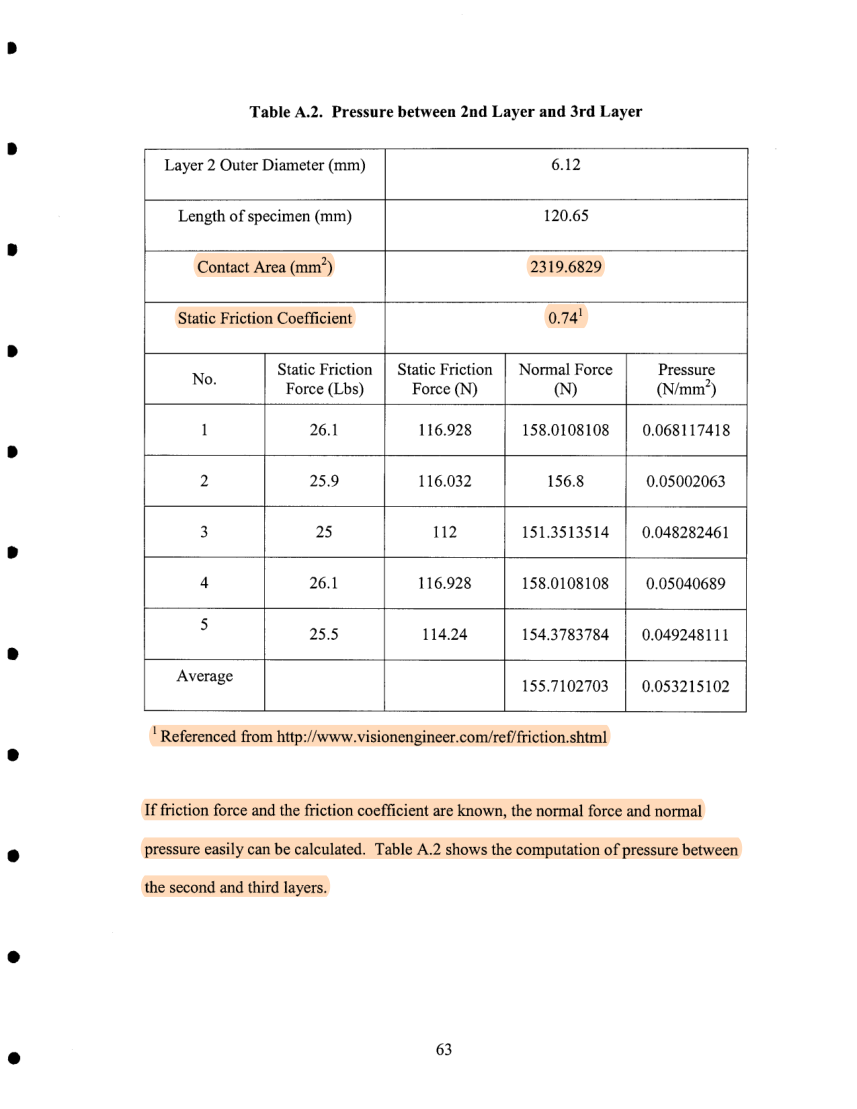 Table A.2. Pressure between 2nd Layer and 3rd Layer
Layer 2 Outer Diameter (mm) 6.12
Length of specimen (mm) 120.65
Contact Area (mm²) 2319.6829
Static Friction Coefficient 0.74¹
No. Static Friction Force (Lbs) Static Friction Force (N) Normal Force (N) Pressure (N/mm²)
1 26.1 116.928 158.0108108 0.068117418
2 25.9 116.032 156.8 0.05002063
3 25 112 151.3513514 0.048282461
4 26.1 116.928 158.0108108 0.05040689
5 25.5 114.24 154.3783784 0.049248111
Average 155.7102703 0.053215102
¹ Referenced from http://www.visionengineer.com/ref/friction.shtml
If friction force and the friction coefficient are known, the normal force and normal
pressure easily can be calculated. Table A.2 shows the computation of pressure between
the second and third layers.
63